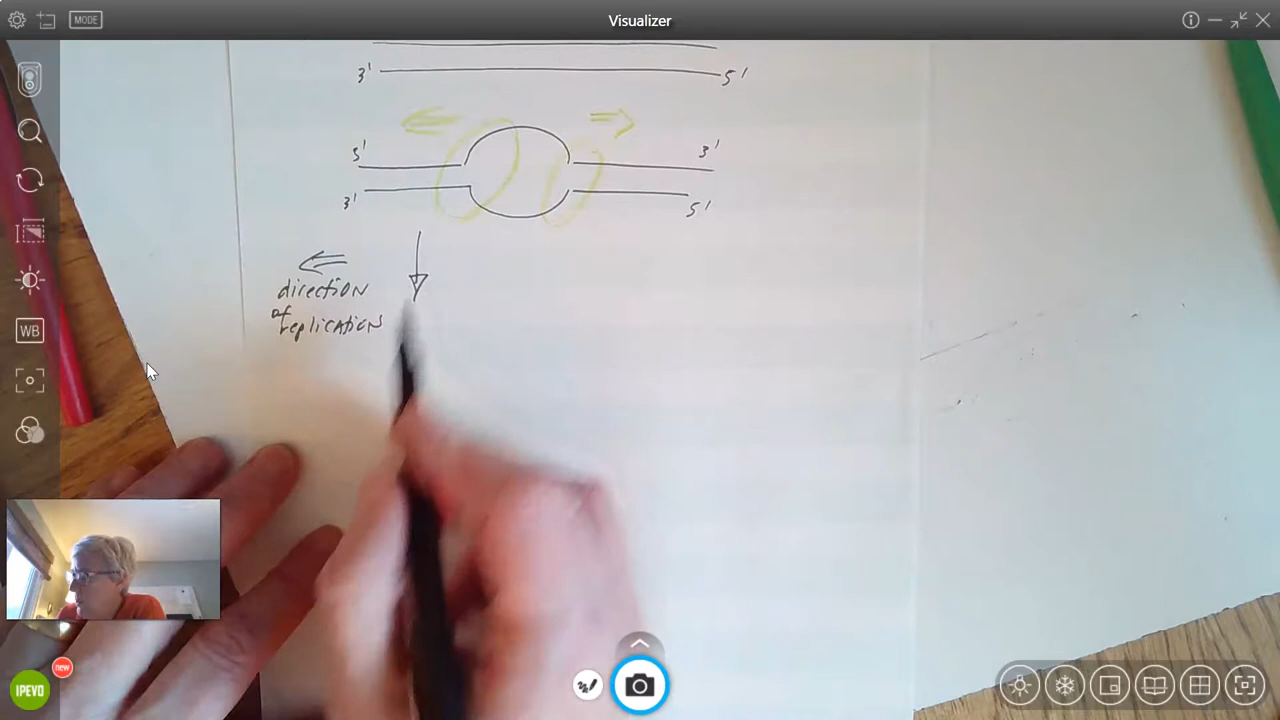 MODE
Visualizer
3' 5'
5' 3'
3' 5'
direction
of
replication
WB
new
IPEVO